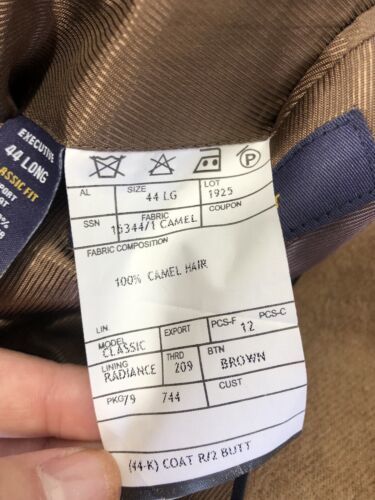 EXECUTIVE
44 LONG
ASSIC FIT
PORT
P
AL SIZE LOT
44 LG 1925
SSN FABRIC COUPON
15344/1 CAMEL
FABRIC COMPOSITION
100% CAMEL HAIR
LIN
MODEL EXPORT PCS-F PCS-C
CLASSIC 12
LINING THRD BTN
RADIANCE 209 BROWN
PKG/9 744 CUST
(44-K) COAT R/2 BUTT